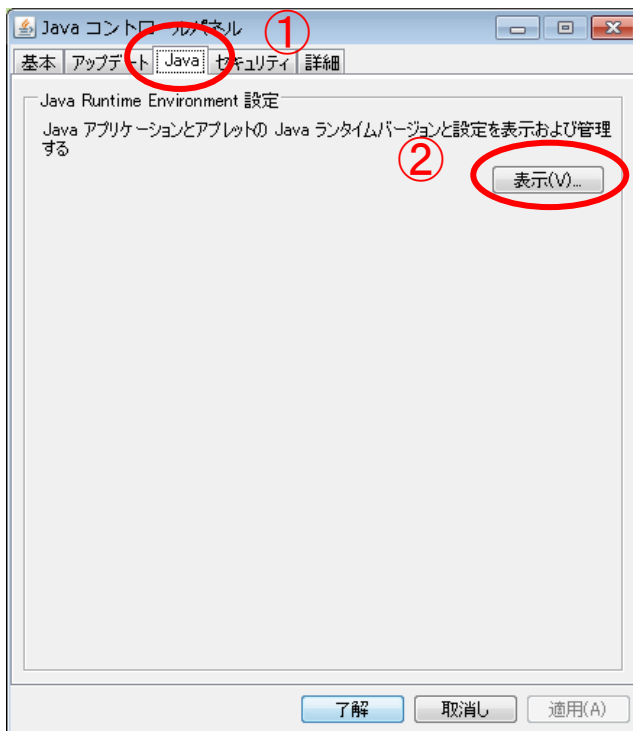 Java コントロールパネル ①
基本 アップデート Java セキュリティ 詳細
Java Runtime Environment 設定
Java アプリケーションとアプレットの Java ランタイムバージョンと設定を表示および管理
する
②
表示(V)...
了解 取消し 適用(A)